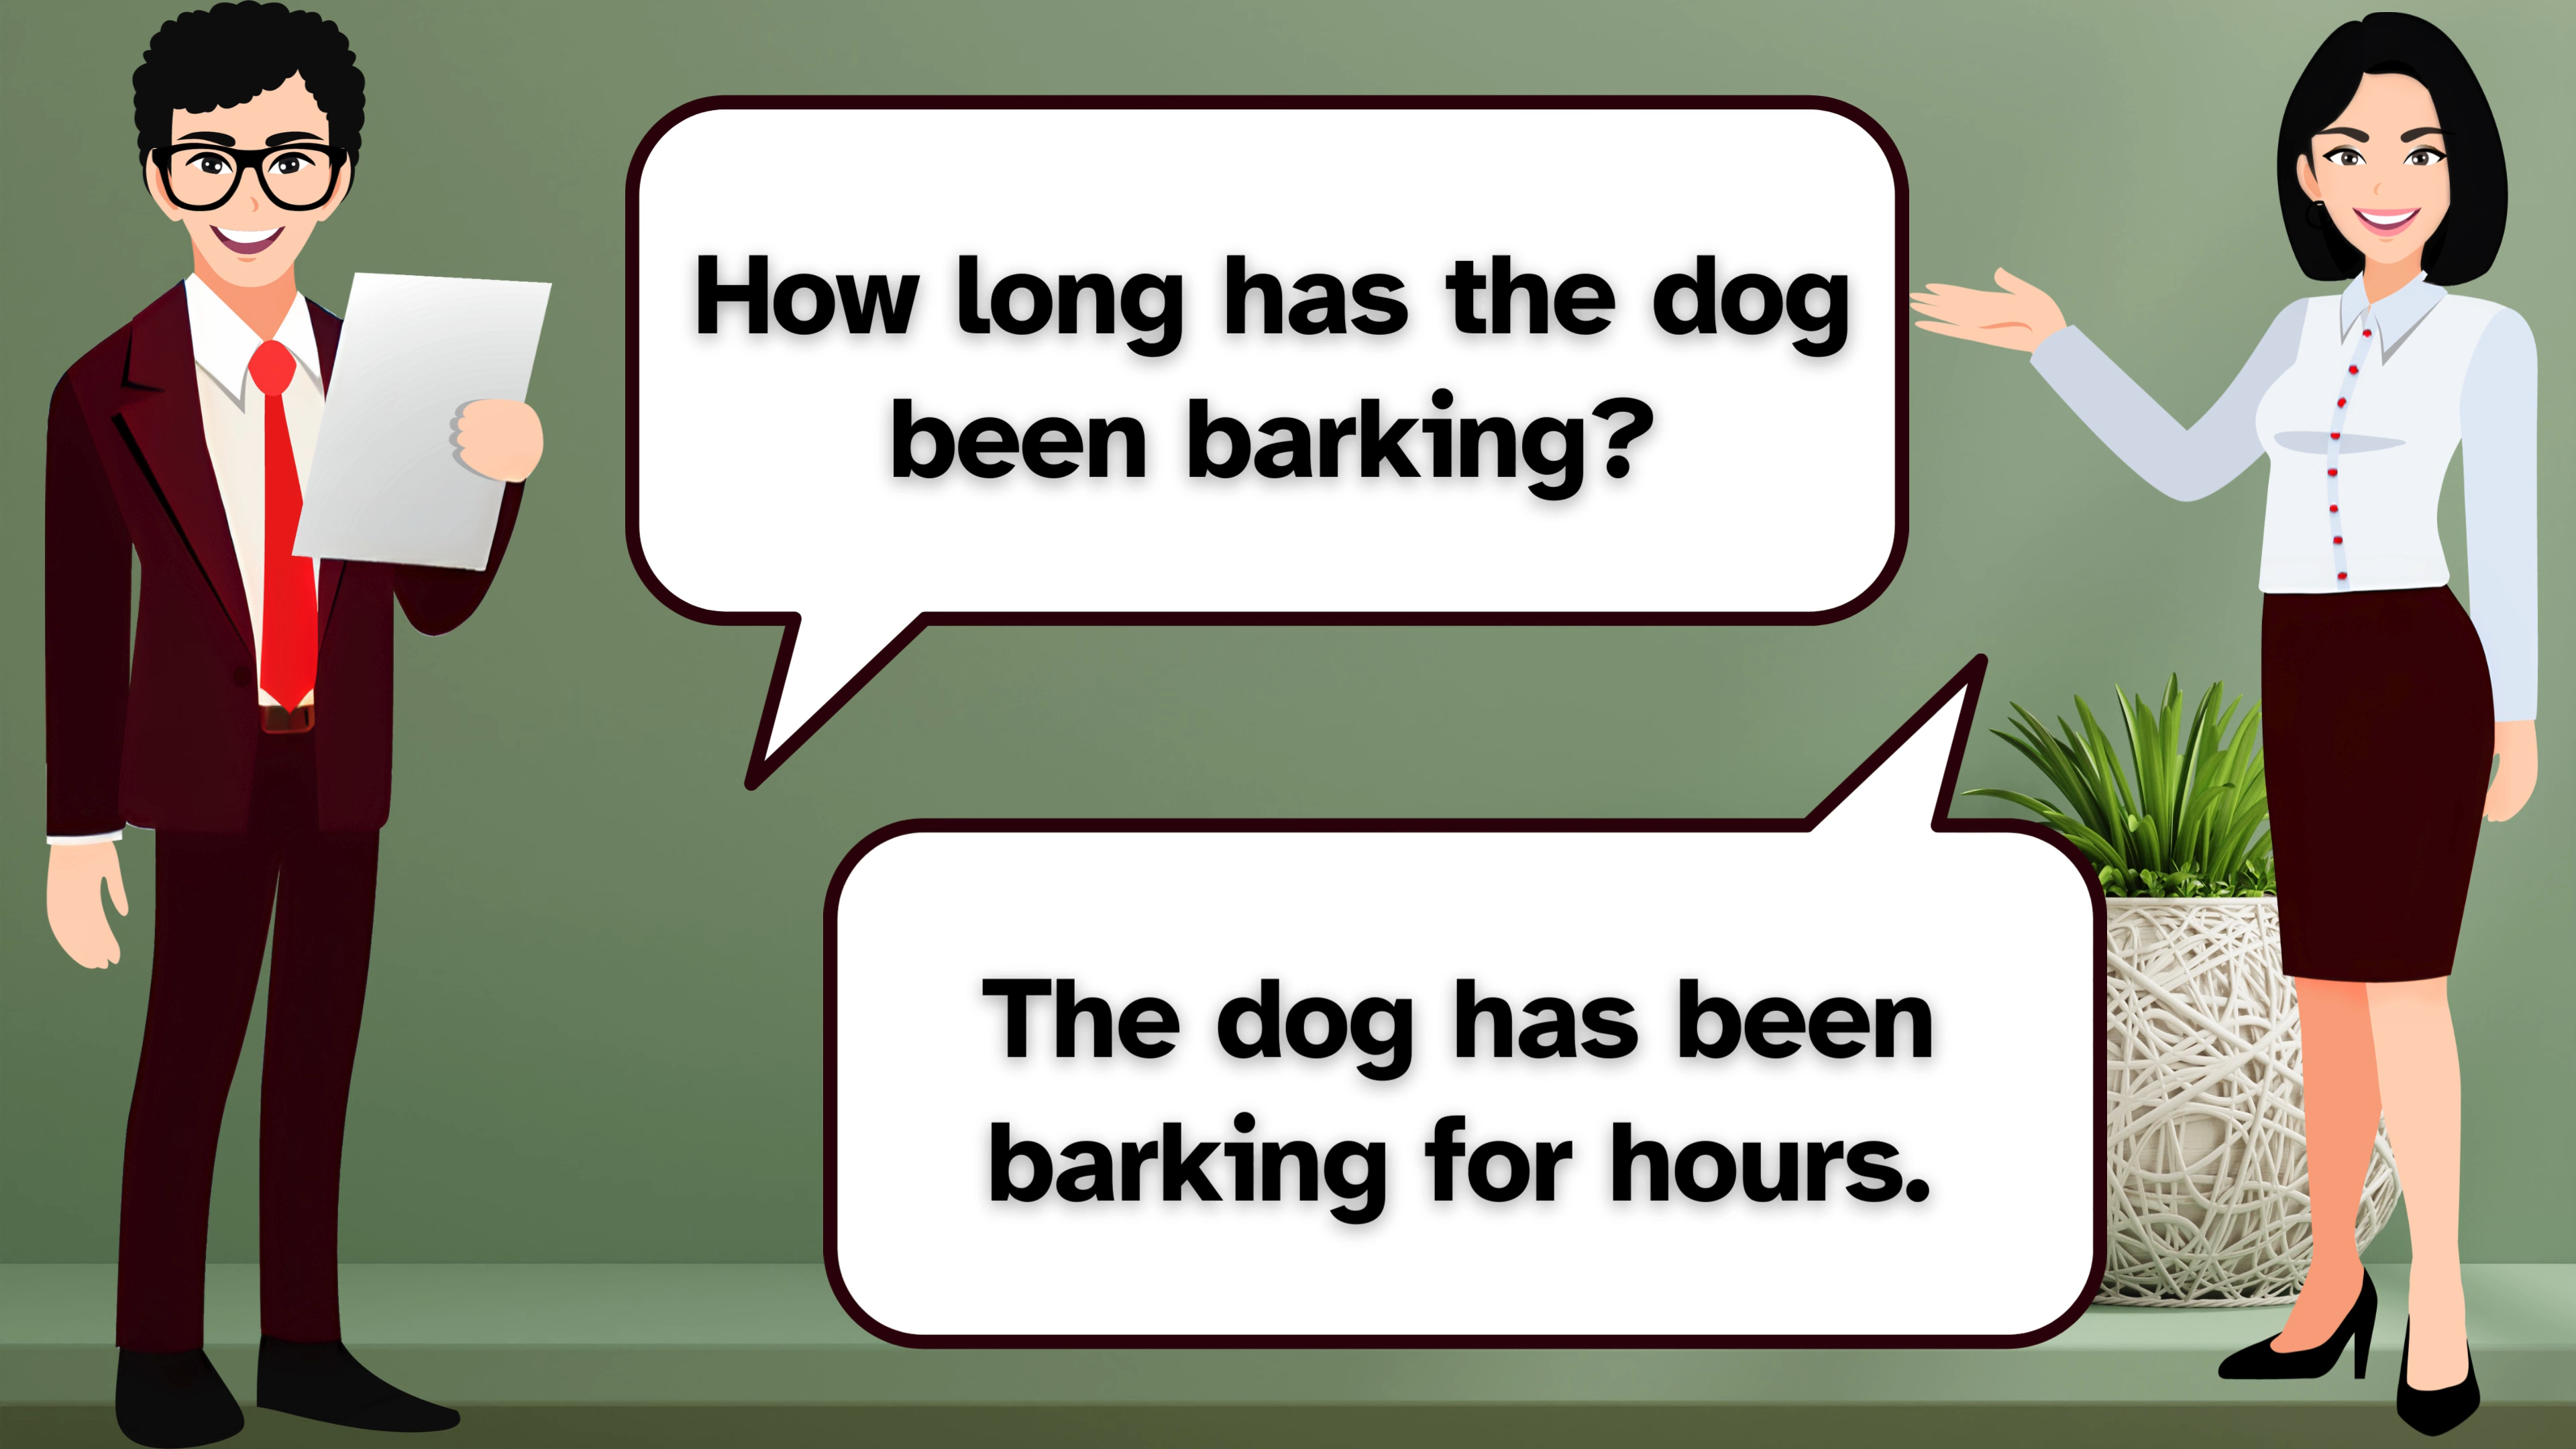 How long has the dog
been barking?
The dog has been
barking for hours.